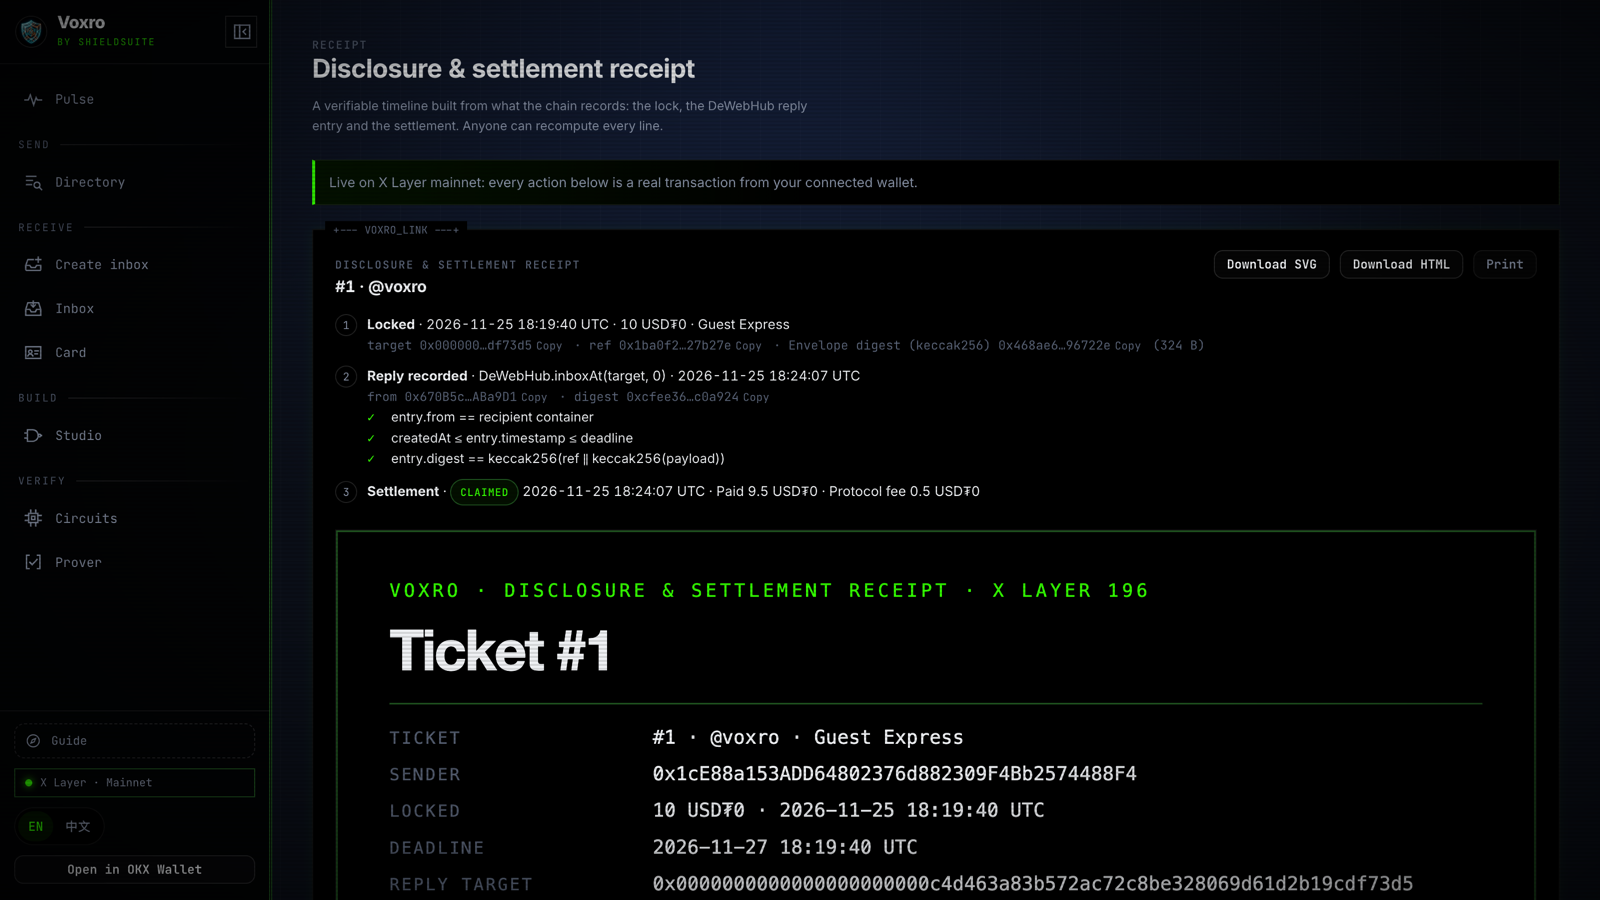 Voxro
BY SHIELDSUITE
Pulse
SEND
Directory
RECEIVE
Create inbox
Inbox
Card
BUILD
Studio
VERIFY
Circuits
Prover
Guide
X Layer · Mainnet
EN 中文
Open in OKX Wallet
RECEIPT
Disclosure & settlement receipt
A verifiable timeline built from what the chain records: the lock, the DeWebHub reply
entry and the settlement. Anyone can recompute every line.
Live on X Layer mainnet: every action below is a real transaction from your connected wallet.
+--- VOXRO_LINK ---+
DISCLOSURE & SETTLEMENT RECEIPT
#1 · @voxro
Download SVG Download HTML Print
1 Locked · 2026-11-25 18:19:40 UTC · 10 USD₮0 · Guest Express
target 0x000000…df73d5 Copy · ref 0x1ba0f2…27b27e Copy · Envelope digest (keccak256) 0x468ae6…96722e Copy (324 B)
2 Reply recorded · DeWebHub.inboxAt(target, 0) · 2026-11-25 18:24:07 UTC
from 0x670B5c…ABa9D1 Copy · digest 0xcfee36…c0a924 Copy
✓ entry.from == recipient container
✓ createdAt ≤ entry.timestamp ≤ deadline
✓ entry.digest == keccak256(ref ‖ keccak256(payload))
3 Settlement · CLAIMED 2026-11-25 18:24:07 UTC · Paid 9.5 USD₮0 · Protocol fee 0.5 USD₮0
VOXRO · DISCLOSURE & SETTLEMENT RECEIPT · X LAYER 196
Ticket #1
TICKET #1 · @voxro · Guest Express
SENDER 0x1cE88a153ADD64802376d882309F4Bb2574488F4
LOCKED 10 USD₮0 · 2026-11-25 18:19:40 UTC
DEADLINE 2026-11-27 18:19:40 UTC
REPLY TARGET 0x0000000000000000000000c4d463a83b572ac72c8be328069d61d2b19cdf73d5